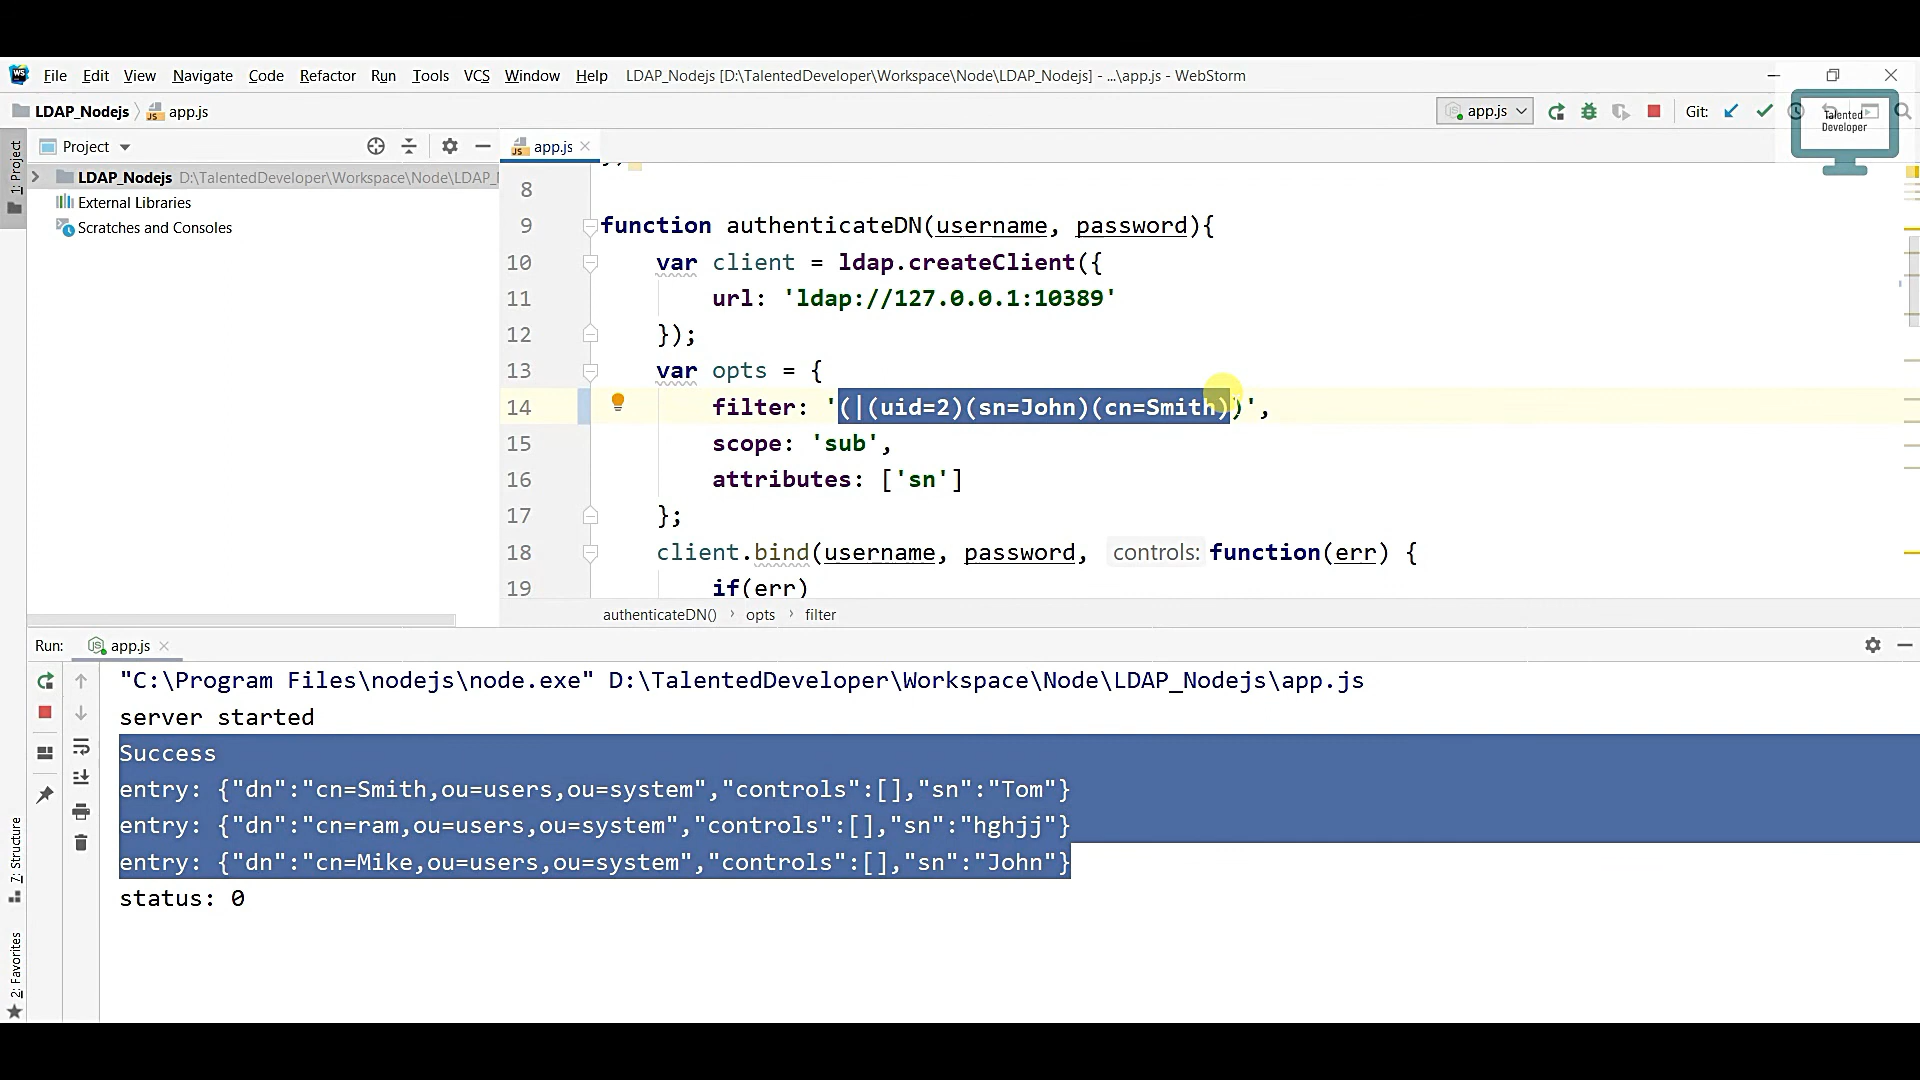 File Edit View Navigate Code Refactor Run Tools VCS Window Help LDAP_Nodejs [D:\TalentedDeveloper\Workspace\Node\LDAP_Nodejs] - ...\app.js - WebStorm
LDAP_Nodejs app.js app.js Git:
Talented
Developer
Project app.js
1: Project
LDAP_Nodejs D:\TalentedDeveloper\Workspace\Node\LDAP_N
External Libraries
Scratches and Consoles
8
9 function authenticateDN(username, password){
10 var client = ldap.createClient({
11 url: 'ldap://127.0.0.1:10389'
12 });
13 var opts = {
14 filter: '(|(uid=2)(sn=John)(cn=Smith))',
15 scope: 'sub',
16 attributes: ['sn']
17 };
18 client.bind(username, password, controls: function(err) {
19 if(err)
authenticateDN() opts filter
Run: app.js
"C:\Program Files\nodejs\node.exe" D:\TalentedDeveloper\Workspace\Node\LDAP_Nodejs\app.js
server started
Success
entry: {"dn":"cn=Smith,ou=users,ou=system","controls":[],"sn":"Tom"}
entry: {"dn":"cn=ram,ou=users,ou=system","controls":[],"sn":"hghjj"}
entry: {"dn":"cn=Mike,ou=users,ou=system","controls":[],"sn":"John"}
status: 0
7: Structure
2: Favorites